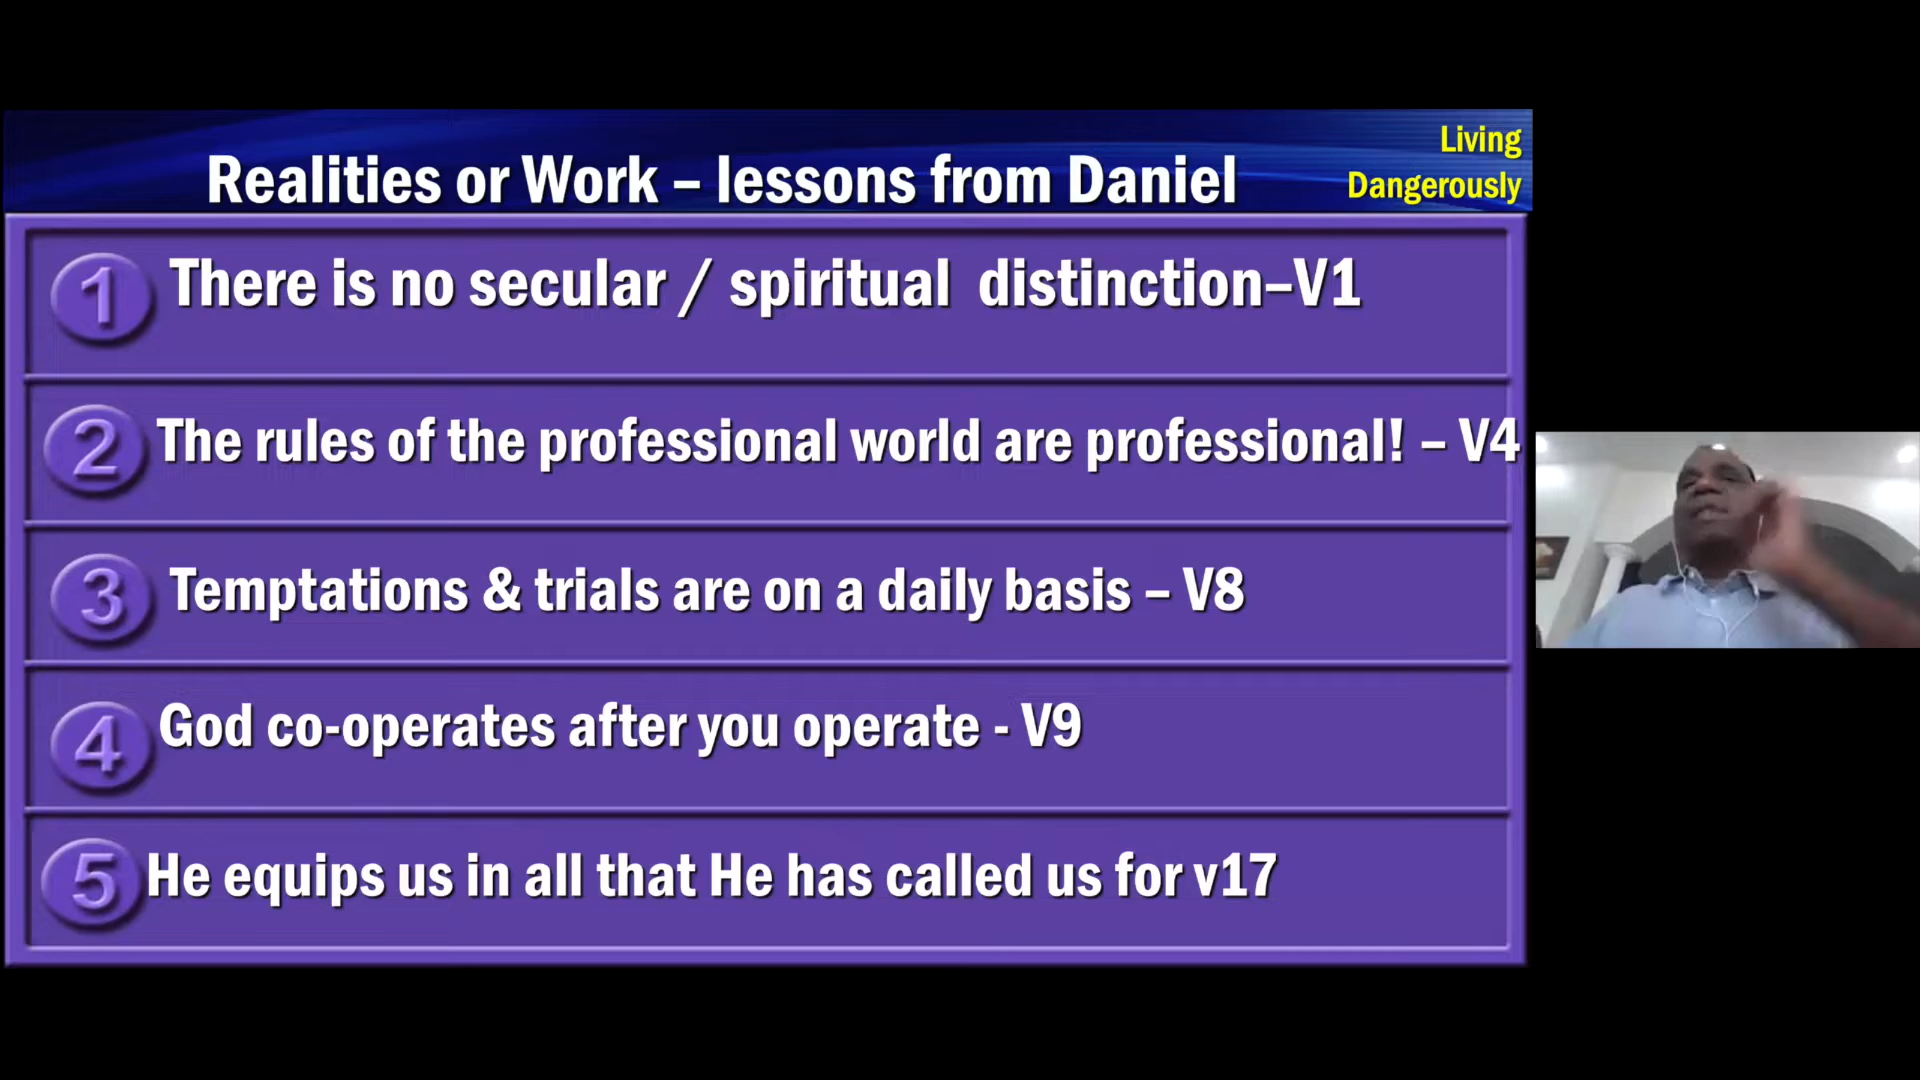 Living
Dangerously
Realities or Work – lessons from Daniel
1 There is no secular / spiritual distinction–V1
2 The rules of the professional world are professional! – V4
3 Temptations & trials are on a daily basis – V8
4 God co-operates after you operate - V9
5 He equips us in all that He has called us for v17